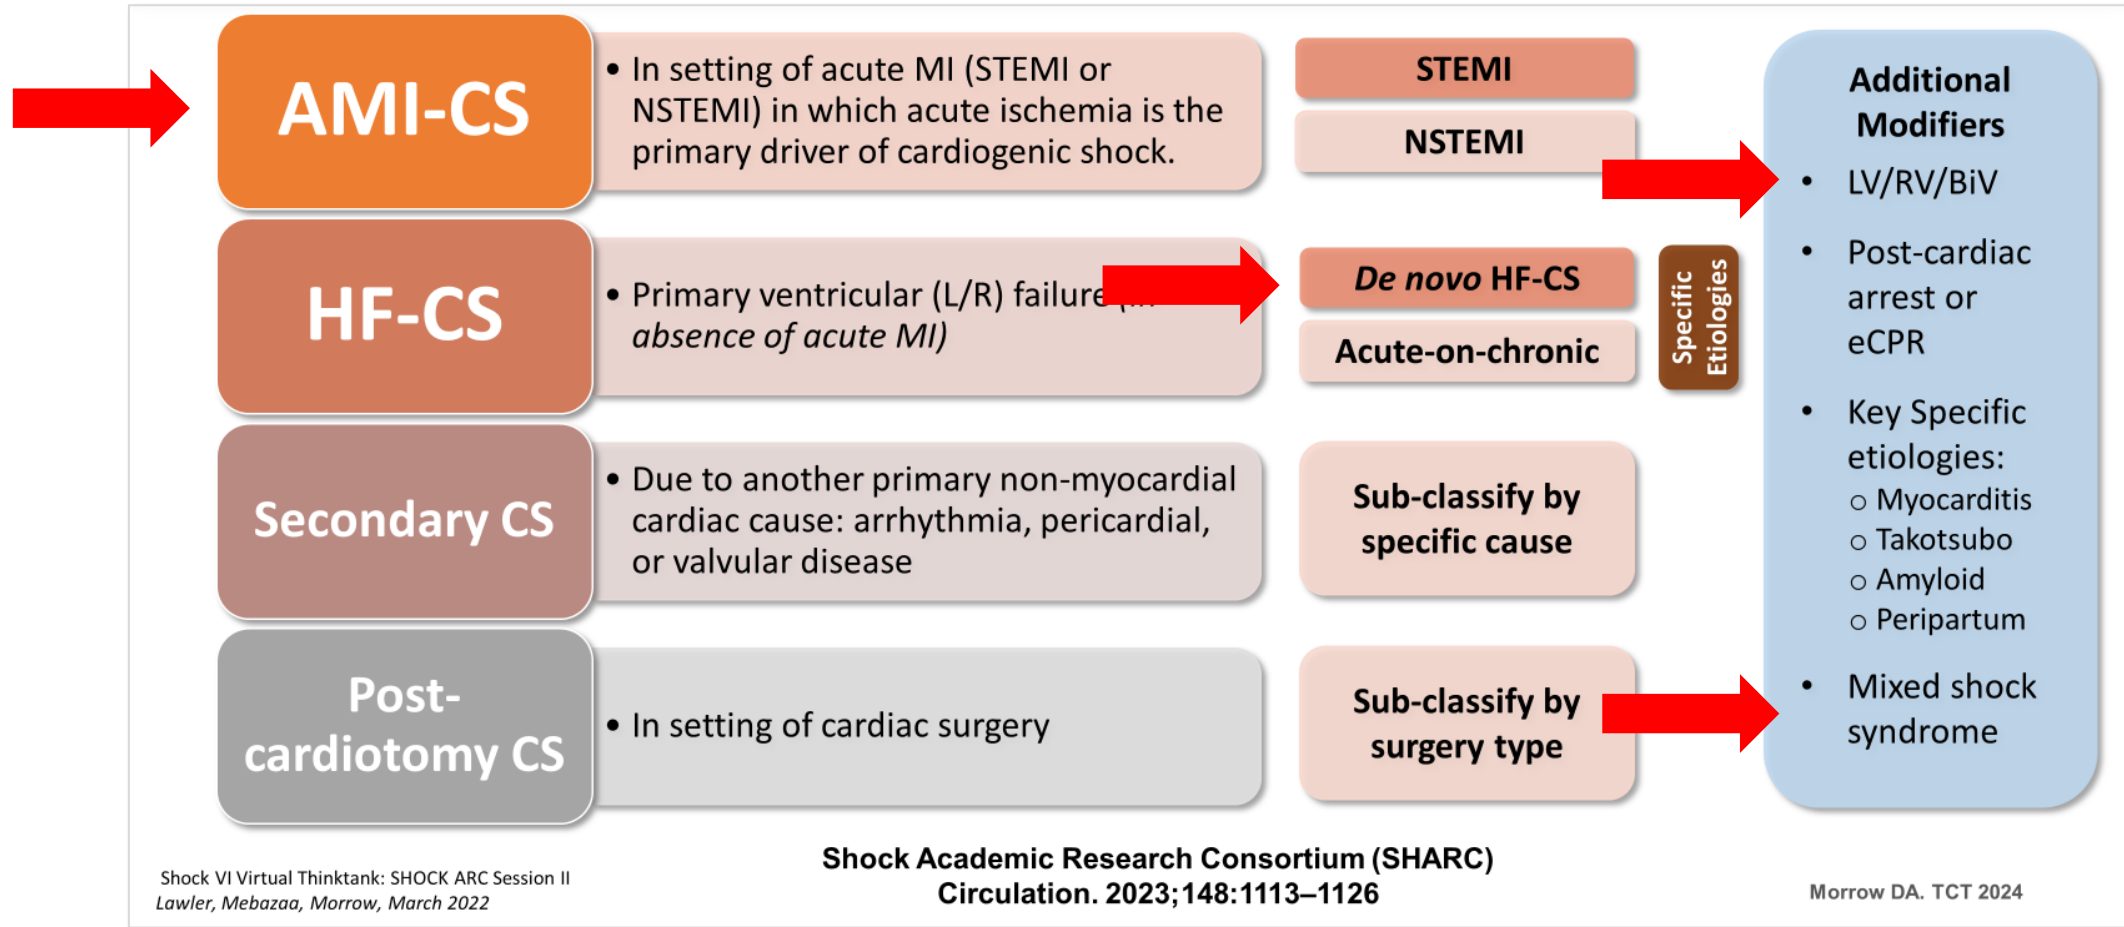 AMI-CS
• In setting of acute MI (STEMI or
NSTEMI) in which acute ischemia is the
primary driver of cardiogenic shock.
STEMI
NSTEMI
HF-CS
• Primary ventricular (L/R) failure
absence of acute MI)
De novo HF-CS
Acute-on-chronic
Specific
Etiologies
Secondary CS
• Due to another primary non-myocardial
cardiac cause: arrhythmia, pericardial,
or valvular disease
Sub-classify by
specific cause
Post-
cardiotomy CS
• In setting of cardiac surgery
Sub-classify by
surgery type
Additional
Modifiers
• LV/RV/BiV
• Post-cardiac
arrest or
eCPR
• Key Specific
etiologies:
o Myocarditis
o Takotsubo
o Amyloid
o Peripartum
• Mixed shock
syndrome
Shock VI Virtual Thinktank: SHOCK ARC Session II
Lawler, Mebazaa, Morrow, March 2022
Shock Academic Research Consortium (SHARC)
Circulation. 2023;148:1113–1126
Morrow DA. TCT 2024